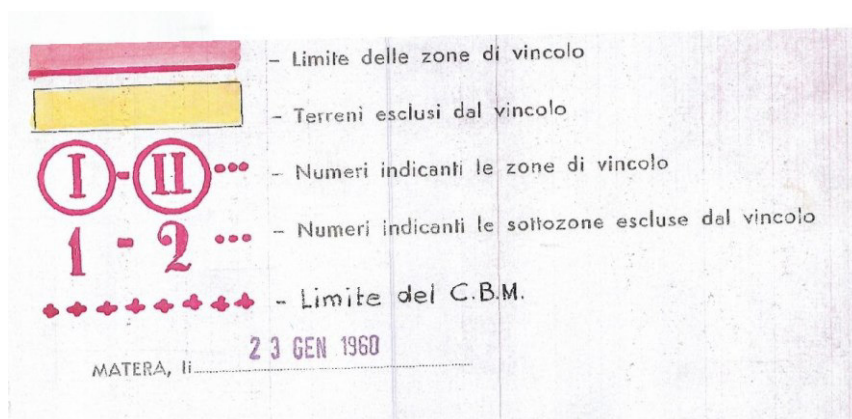 - Limite delle zone di vincolo
- Terreni esclusi dal vincolo
I - II ... - Numeri indicanti le zone di vincolo
1 - 2 ... - Numeri indicanti le sottozone escluse dal vincolo
- Limite del C.B.M.
23 GEN 1960
MATERA, li